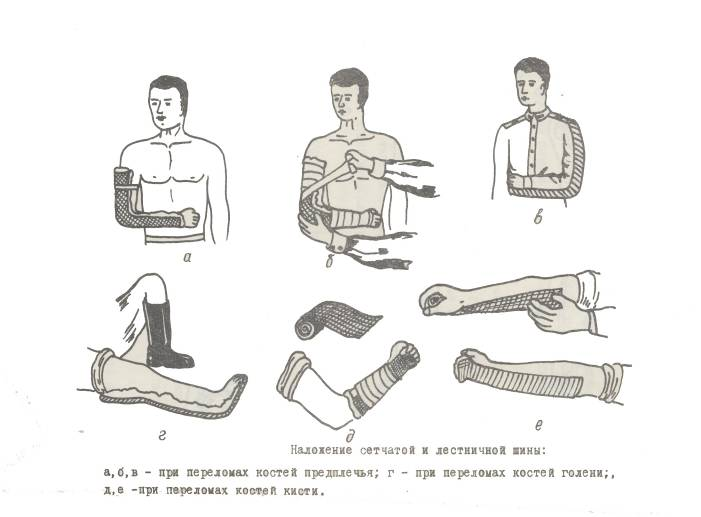 а
б
в
г
д
е
Наложение сетчатой и лестничной шины:
а,б,в - при переломах костей предплечья; г - при переломах костей голени;,
д,е -при переломах костей кисти.